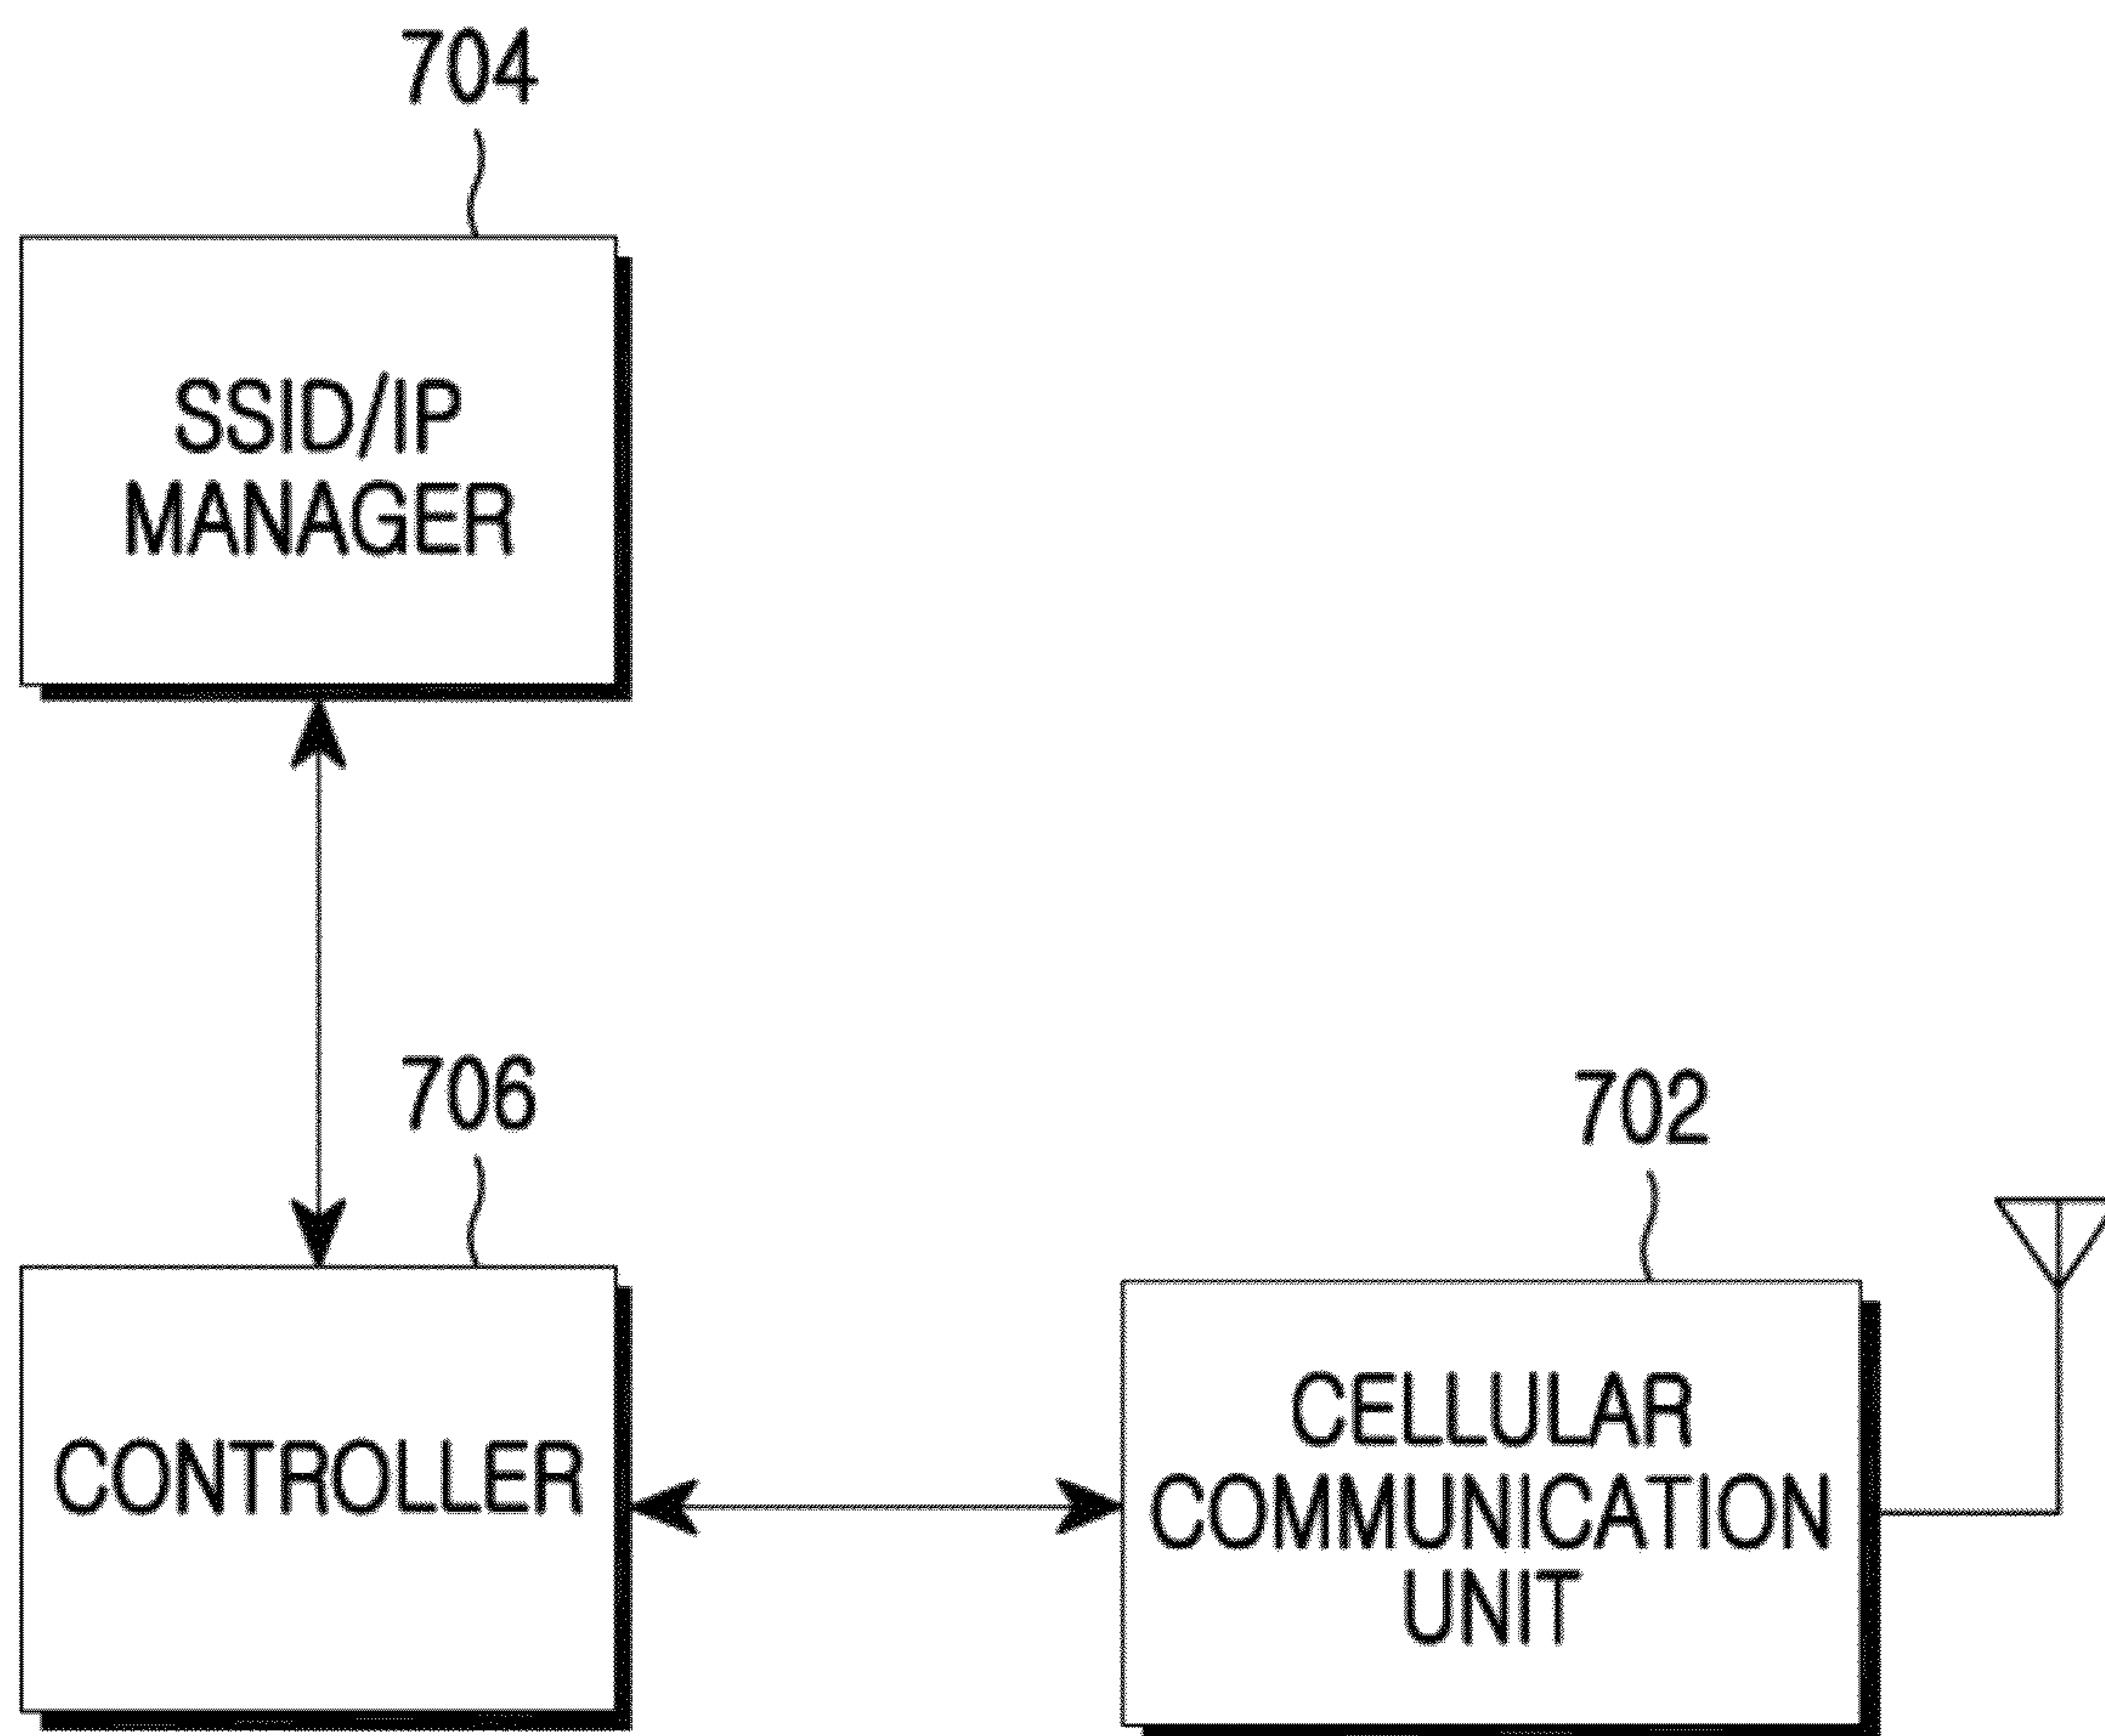 704
SSID/IP
MANAGER
706
CONTROLLER
702
CELLULAR
COMMUNICATION
UNIT